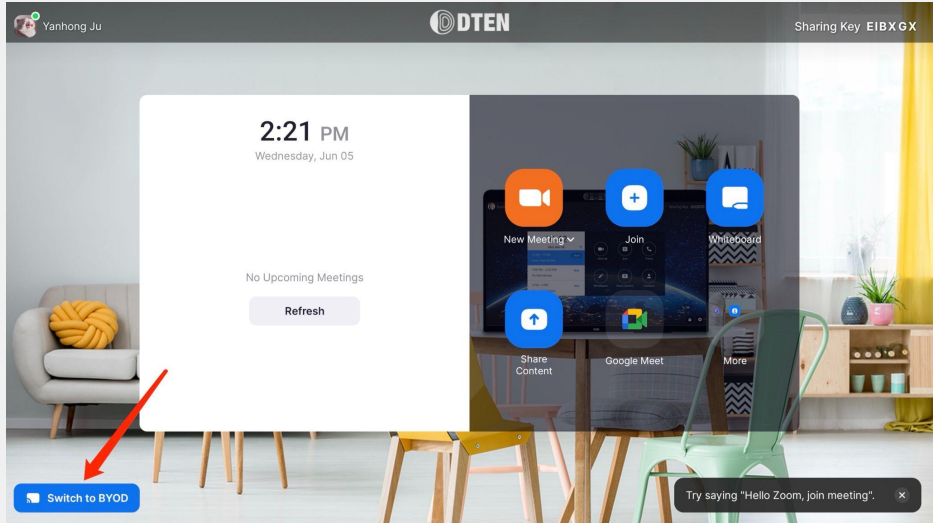 Yanhong Ju
DTEN
Sharing Key EIBXGX
2:21 PM
Wednesday, Jun 05
No Upcoming Meetings
Refresh
New Meeting
Join
Whiteboard
Share
Content
Google Meet
More
Switch to BYOD
Try saying "Hello Zoom, join meeting".